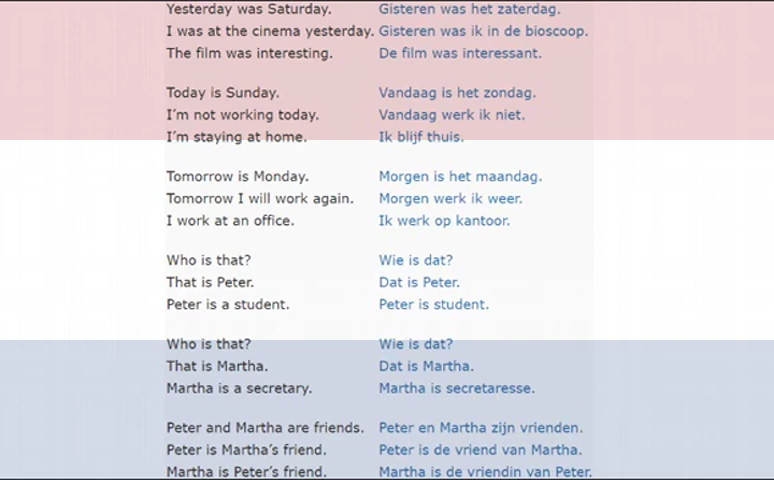 Yesterday was Saturday. Gisteren was het zaterdag.
I was at the cinema yesterday. Gisteren was ik in de bioscoop.
The film was interesting. De film was interessant.
Today is Sunday. Vandaag is het zondag.
I’m not working today. Vandaag werk ik niet.
I’m staying at home. Ik blijf thuis.
Tomorrow is Monday. Morgen is het maandag.
Tomorrow I will work again. Morgen werk ik weer.
I work at an office. Ik werk op kantoor.
Who is that? Wie is dat?
That is Peter. Dat is Peter.
Peter is a student. Peter is student.
Who is that? Wie is dat?
That is Martha. Dat is Martha.
Martha is a secretary. Martha is secretaresse.
Peter and Martha are friends. Peter en Martha zijn vrienden.
Peter is Martha’s friend. Peter is de vriend van Martha.
Martha is Peter’s friend. Martha is de vriendin van Peter.